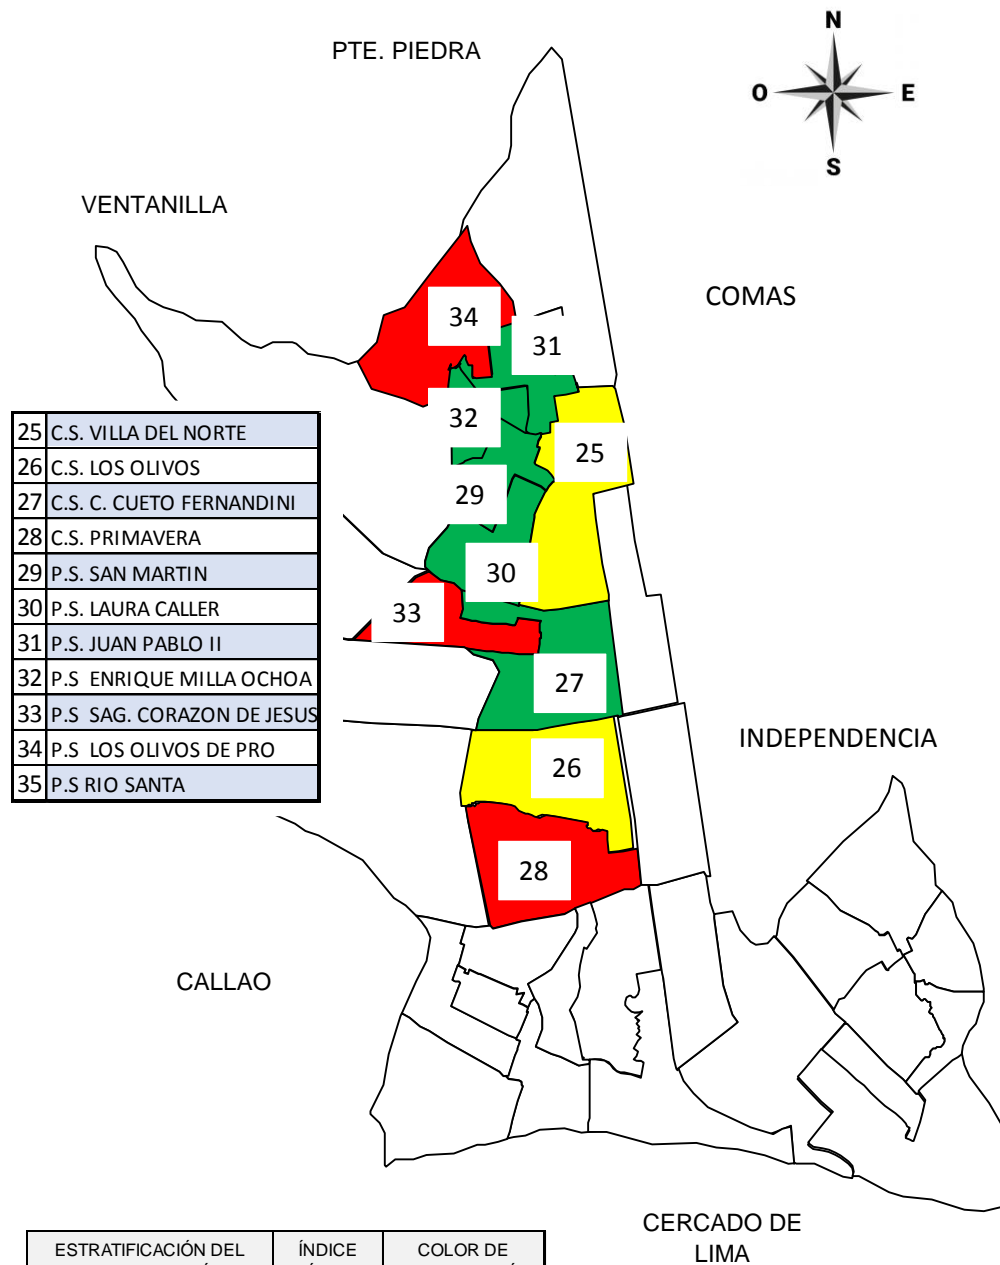 N
PTE. PIEDRA
O
E
S
VENTANILLA
COMAS
34
31
32
25
29
30
33
27
26
28
25 C.S. VILLA DEL NORTE
26 C.S. LOS OLIVOS
27 C.S. C. CUETO FERNANDINI
28 C.S. PRIMAVERA
29 P.S. SAN MARTIN
30 P.S. LAURA CALLER
31 P.S. JUAN PABLO II
32 P.S ENRIQUE MILLA OCHOA
33 P.S SAG. CORAZON DE JESUS
34 P.S LOS OLIVOS DE PRO
35 P.S RIO SANTA
INDEPENDENCIA
CALLAO
CERCADO DE
LIMA
ESTRATIFICACIÓN DEL
ÍNDICE
COLOR DE